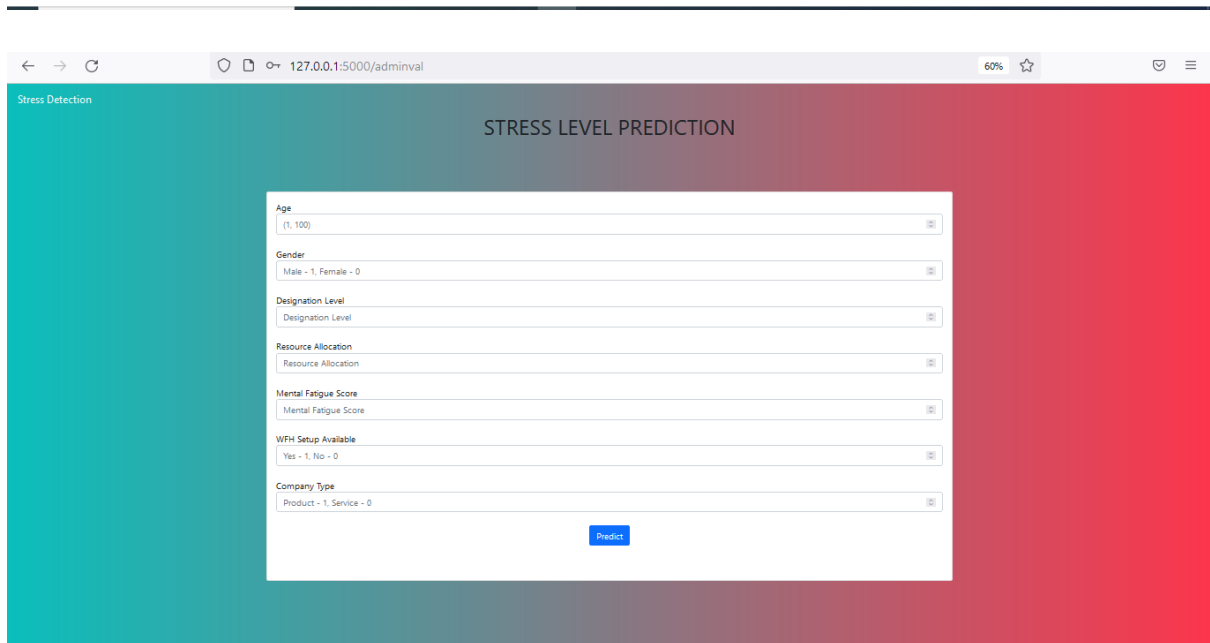 127.0.0.1:5000/adminval
60%
Stress Detection
STRESS LEVEL PREDICTION
Age
(1, 100)
Gender
Male - 1, Female - 0
Designation Level
Designation Level
Resource Allocation
Resource Allocation
Mental Fatigue Score
Mental Fatigue Score
WFH Setup Available
Yes - 1, No - 0
Company Type
Product - 1, Service - 0
Predict